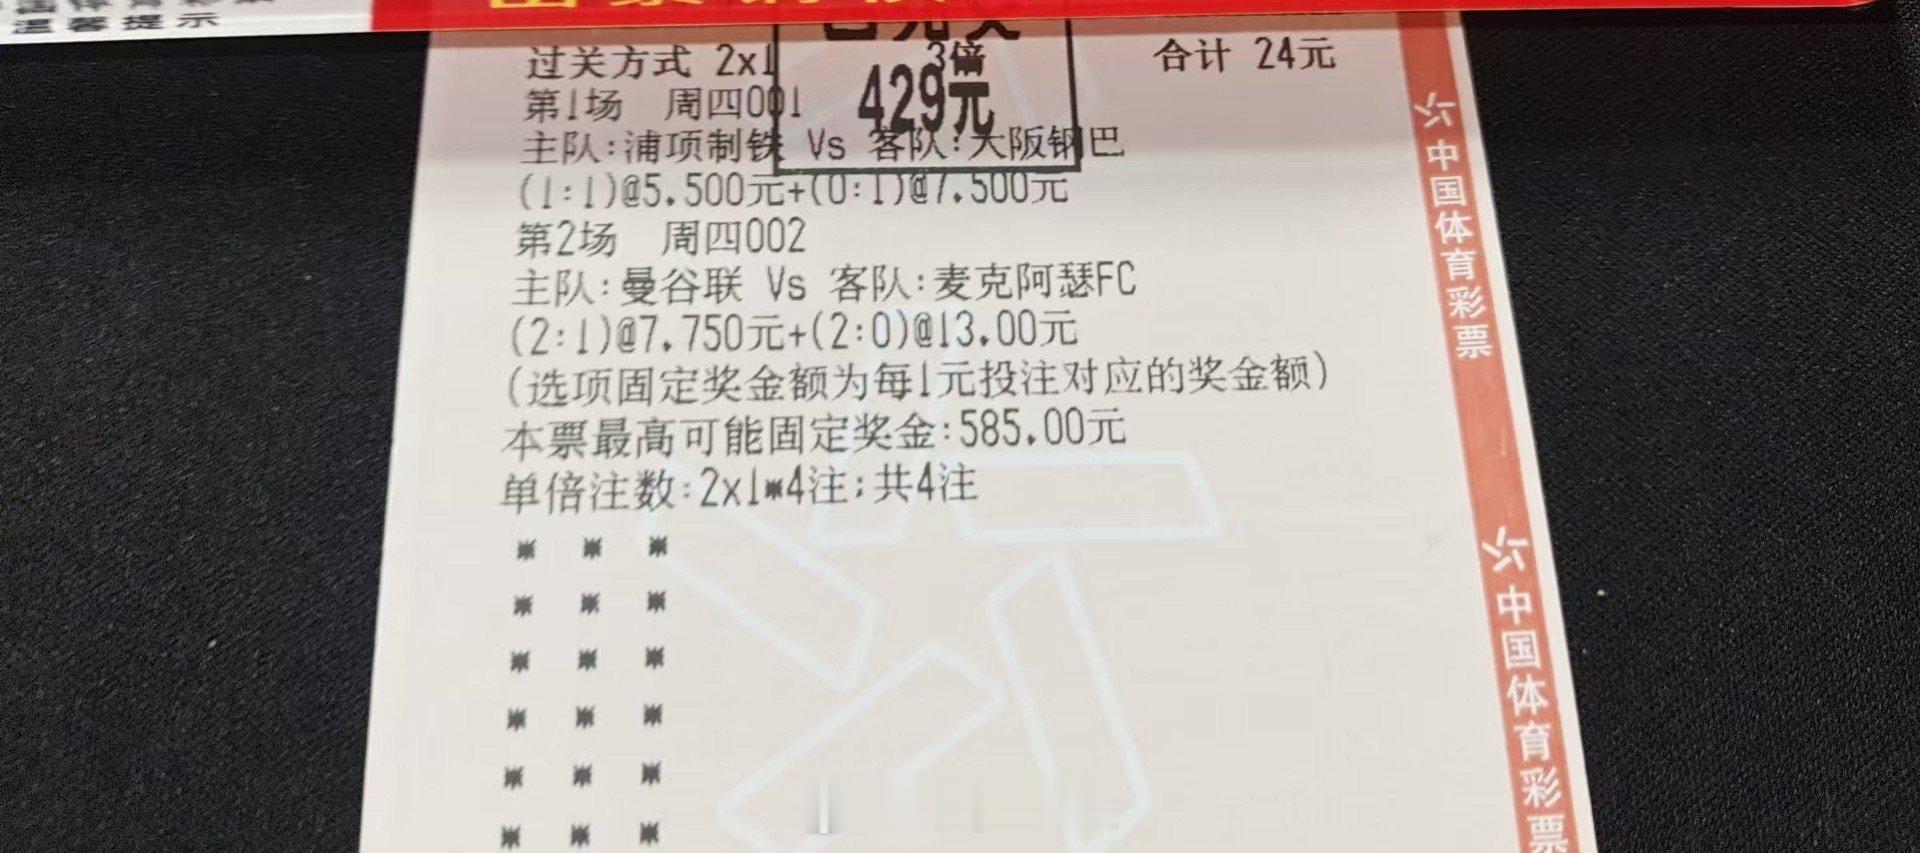 温馨提示
过关方式 2x1 3倍 合计 24元
429元
第1场 周四001
主队:浦项制铁 Vs 客队:大阪钢巴
(1:1)@5.500元+(0:1)@7.500元
第2场 周四002
主队:曼谷联 Vs 客队:麦克阿瑟FC
(2:1)@7.750元+(2:0)@13.00元
(选项固定奖金额为每1元投注对应的奖金额)
本票最高可能固定奖金:585.00元
单倍注数:2x1*4注;共4注
* * *
* * *
* * *
* * *
* * *
* * *
中国体育彩票
中国体育彩票